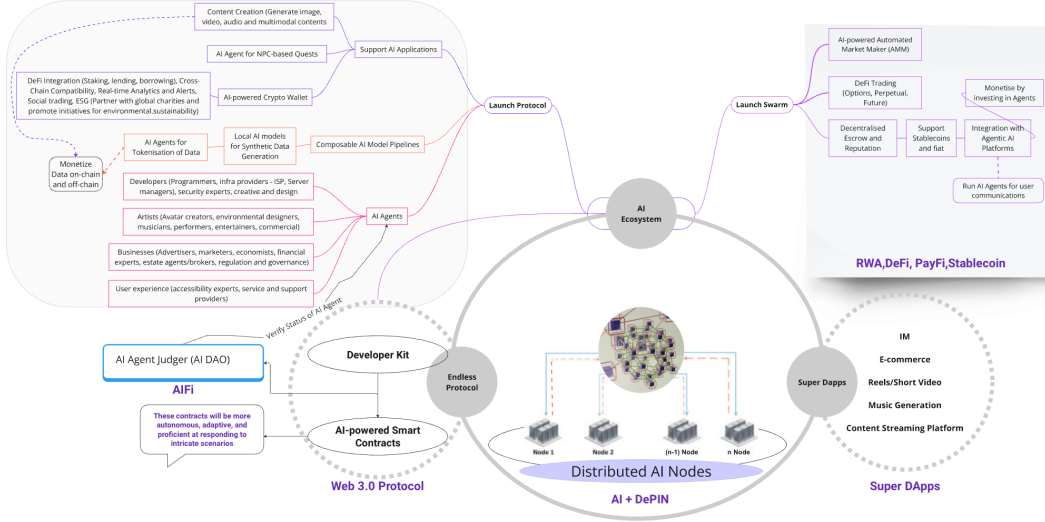 Content Creation (Generate image,
video, audio and multimodal contents
AI Agent for NPC-based Quests
Support AI Applications
DeFi Integration (Staking, lending, borrowing), Cross-
Chain Compatibility, Real-time Analytics and Alerts,
Social trading, ESG (Partner with global charities and
promote initiatives for environmental.sustainability)
AI-powered Crypto Wallet
Launch Protocol
AI Agents for
Tokenisation of Data
Local AI models
for Synthetic Data
Generation
Composable AI Model Pipelines
Monetize
Data on-chain
and off-chain
Developers (Programmers, infra providers - ISP, Server
managers), security experts, creative and design
Artists (Avatar creators, environmental designers,
musicians, performers, entertainers, commercial)
AI Agents
Businesses (Advertisers, marketers, economists, financial
experts, estate agents/brokers, regulation and governance)
User experience (accessibility experts, service and support
providers)
Verify Status of AI Agent
Launch Swarm
AI-powered Automated
Market Maker (AMM)
DeFi Trading
(Options, Perpetual,
Future)
Monetise by
investing in Agents
Decentralised
Escrow and
Reputation
Support
Stablecoins
and fiat
Integration with
Agentic AI
Platforms
Run AI Agents for user
communications
RWA,DeFi, PayFi,Stablecoin
AI
Ecosystem
AI Agent Judger (AI DAO)
AIFi
These contracts will be more
autonomous, adaptive, and
proficient at responding to
intricate scenarios
Developer Kit
AI-powered Smart
Contracts
Web 3.0 Protocol
Endless
Protocol
Node 1
Node 2
(n-1) Node
n Node
Distributed AI Nodes
AI + DePIN
Super Dapps
IM
E-commerce
Reels/Short Video
Music Generation
Content Streaming Platform
Super DApps